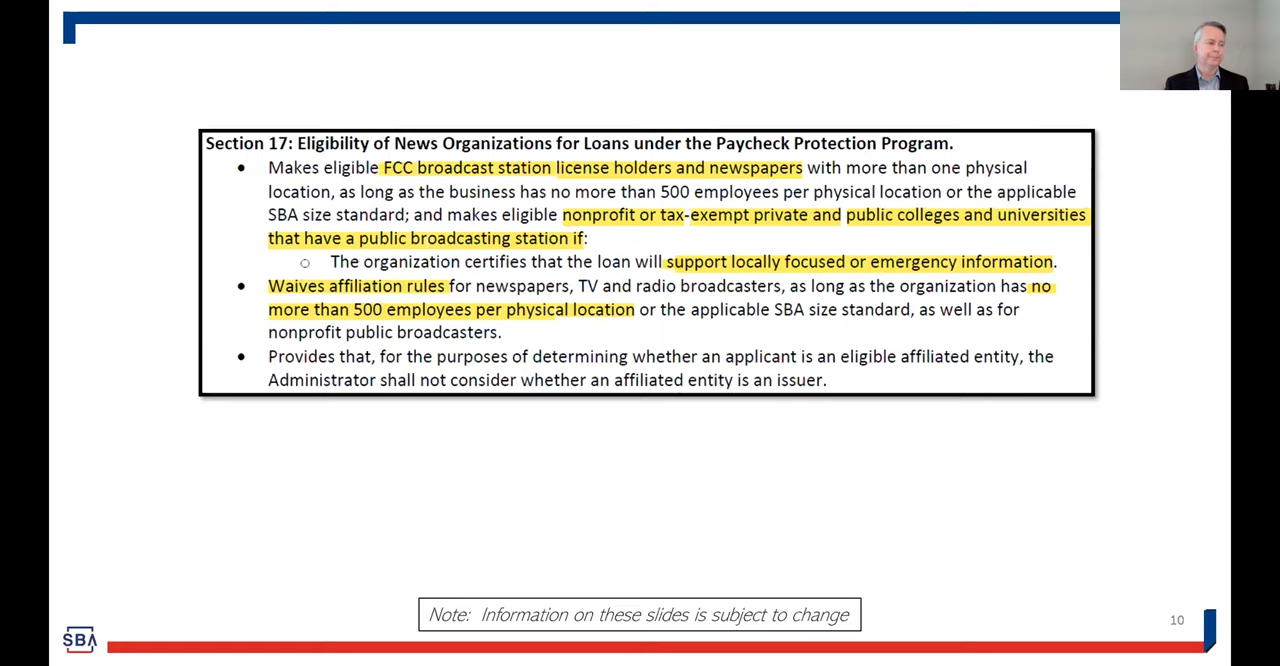 Section 17: Eligibility of News Organizations for Loans under the Paycheck Protection Program.
• Makes eligible FCC broadcast station license holders and newspapers with more than one physical
location, as long as the business has no more than 500 employees per physical location or the applicable
SBA size standard; and makes eligible nonprofit or tax-exempt private and public colleges and universities
that have a public broadcasting station if:
○ The organization certifies that the loan will support locally focused or emergency information.
• Waives affiliation rules for newspapers, TV and radio broadcasters, as long as the organization has no
more than 500 employees per physical location or the applicable SBA size standard, as well as for
nonprofit public broadcasters.
• Provides that, for the purposes of determining whether an applicant is an eligible affiliated entity, the
Administrator shall not consider whether an affiliated entity is an issuer.
Note: Information on these slides is subject to change
10
SBA